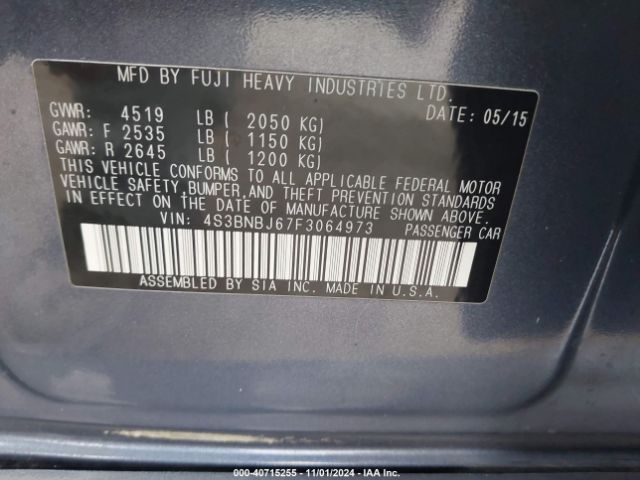 MFD BY FUJI HEAVY INDUSTRIES LTD.
GVWR: 4519 LB ( 2050 KG) DATE: 05/15
GAWR: F 2535 LB ( 1150 KG)
GAWR: R 2645 LB ( 1200 KG)
THIS VEHICLE CONFORMS TO ALL APPLICABLE FEDERAL MOTOR
VEHICLE SAFETY, BUMPER, AND THEFT PREVENTION STANDARDS
IN EFFECT ON THE DATE OF MANUFACTURE SHOWN ABOVE.
VIN: 4S3BNBJ67F3064973 PASSENGER CAR
ASSEMBLED BY SIA INC. MADE IN U.S.A.
000-40715255 - 11/01/2024 - IAA Inc.